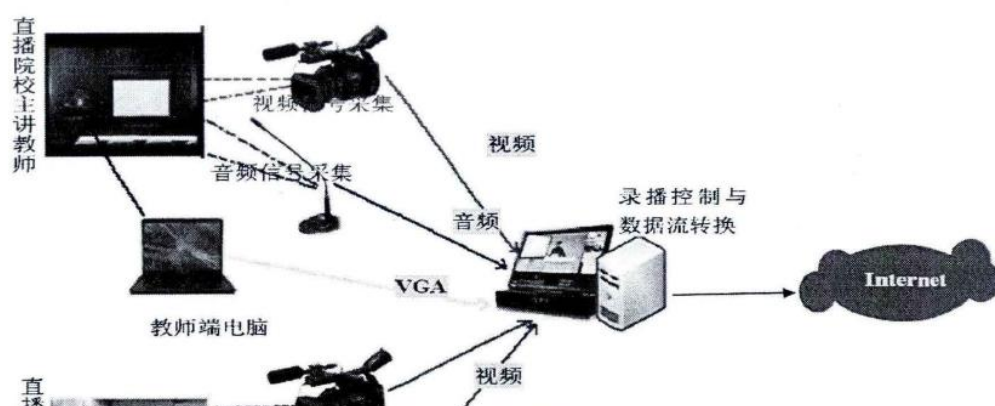 直播院校主讲教师
视频信号采集
视频
音频信号采集
音频
录播控制与
数据流转换
Internet
VGA
教师端电脑
视频
直播